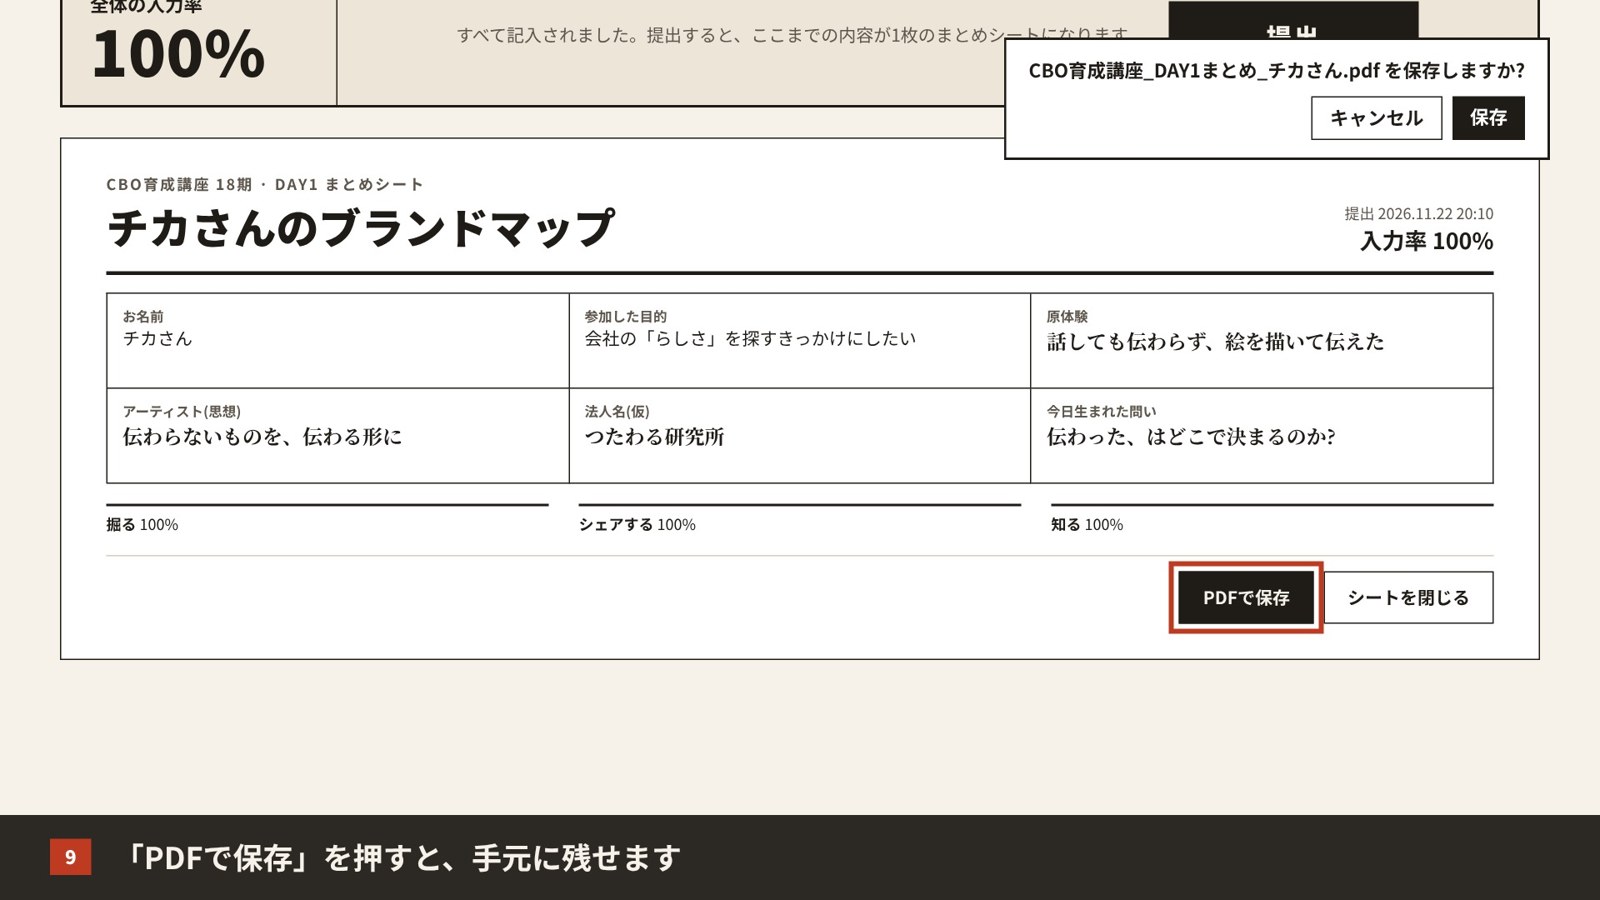 全体の入力率
100%
すべて記入されました。提出すると、ここまでの内容が1枚のまとめシートになります。
提出
CBO育成講座_DAY1まとめ_チカさん.pdf を保存しますか?
キャンセル
保存
CBO育成講座 18期 · DAY1 まとめシート
チカさんのブランドマップ
提出 2026.11.22 20:10
入力率 100%
お名前
チカさん
参加した目的
会社の「らしさ」を探すきっかけにしたい
原体験
話しても伝わらず、絵を描いて伝えた
アーティスト(思想)
伝わらないものを、伝わる形に
法人名(仮)
つたわる研究所
今日生まれた問い
伝わった、はどこで決まるのか?
掘る 100%
シェアする 100%
知る 100%
PDFで保存
シートを閉じる
9
「PDFで保存」を押すと、手元に残せます